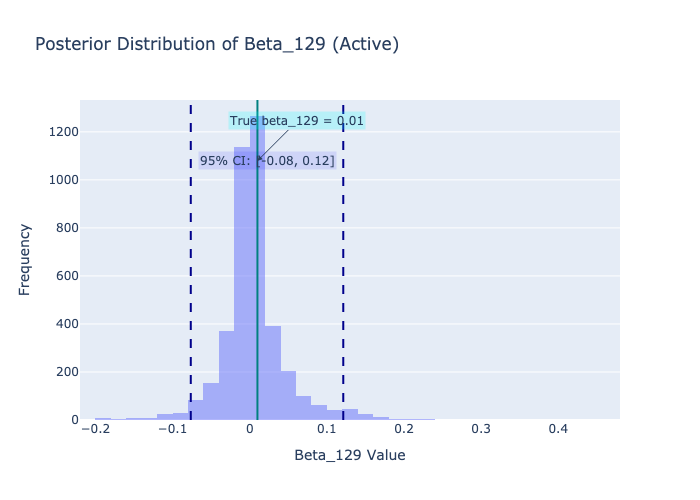 Posterior Distribution of Beta_129 (Active)
True beta_129 = 0.01
95% CI: [-0.08, 0.12]
1200
1000
800
600
400
200
0
Frequency
−0.2 −0.1 0 0.1 0.2 0.3 0.4
Beta_129 Value